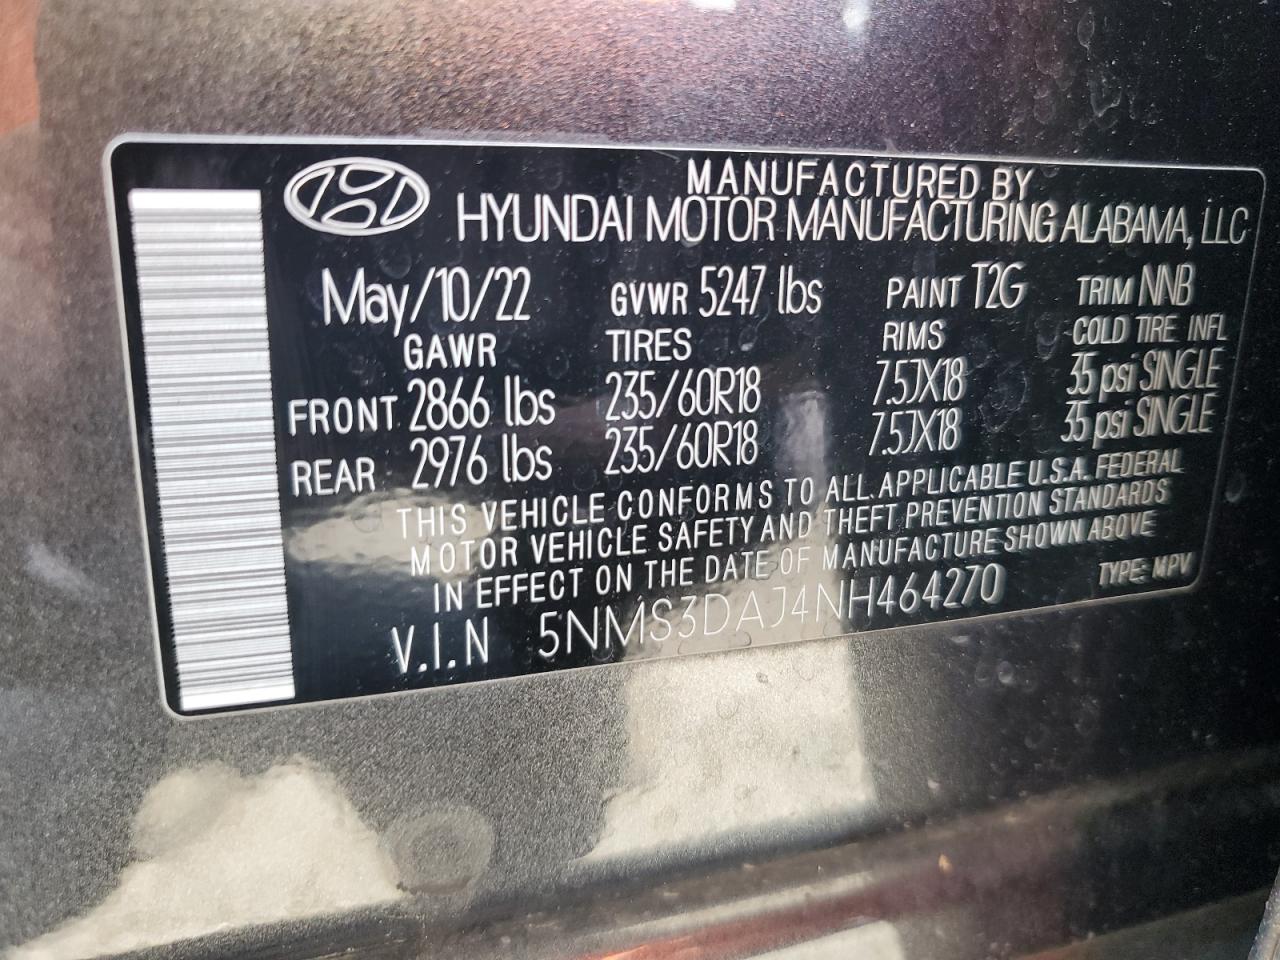 MANUFACTURED BY
HYUNDAI MOTOR MANUFACTURING ALABAMA, LLC
May/10/22 GVWR 5247 lbs PAINT T2G TRIM NNB
GAWR TIRES RIMS COLD TIRE INFL
FRONT 2866 lbs 235/60R18 7.5JX18 35 psi SINGLE
REAR 2976 lbs 235/60R18 7.5JX18 35 psi SINGLE
THIS VEHICLE CONFORMS TO ALL APPLICABLE U.S.A. FEDERAL
MOTOR VEHICLE SAFETY AND THEFT PREVENTION STANDARDS
IN EFFECT ON THE DATE OF MANUFACTURE SHOWN ABOVE
V.I.N 5NMS3DAJ4NH464270 TYPE: MPV